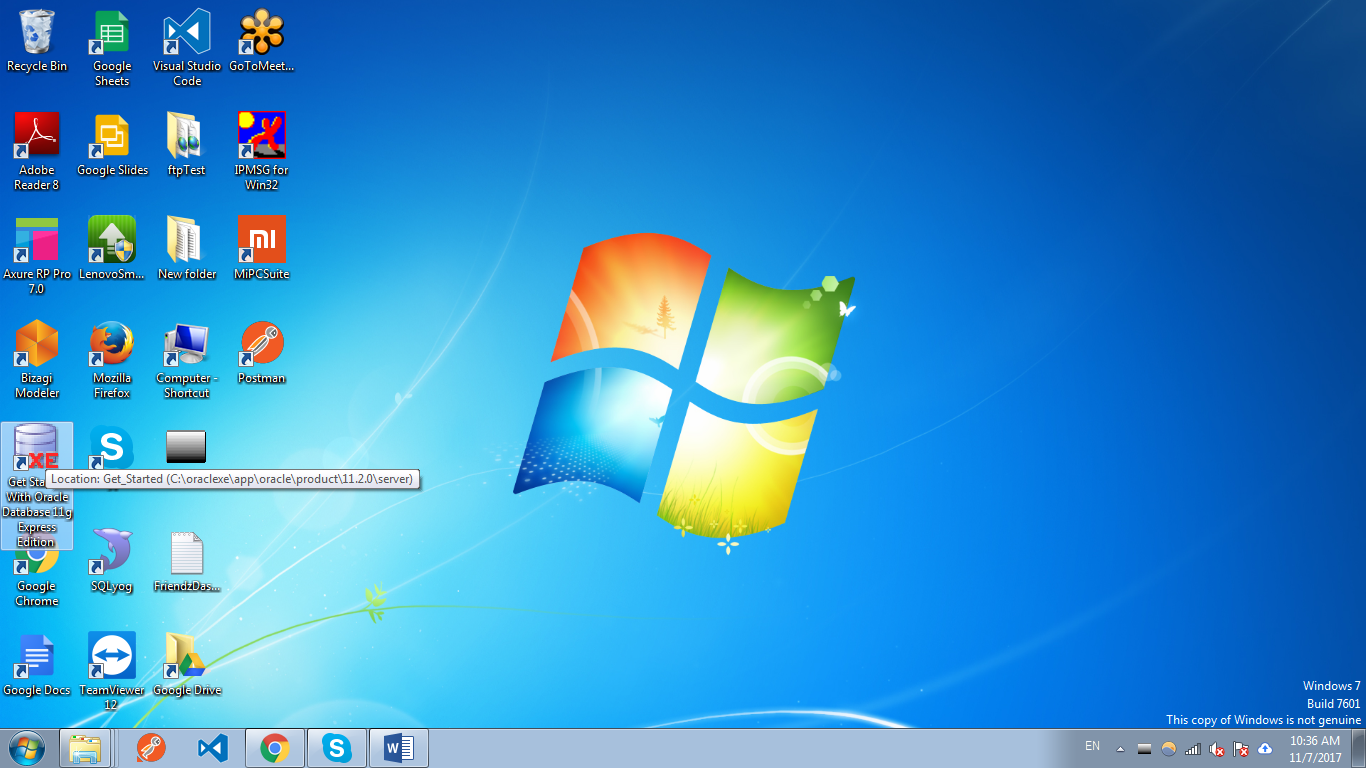 Recycle Bin
Google
Sheets
Visual Studio
Code
GoToMeet...
Adobe
Reader 8
Google Slides
ftpTest
IPMSG for
Win32
Axure RP Pro
7.0
LenovoSm...
New folder
MiPCSuite
Bizagi
Modeler
Mozilla
Firefox
Computer -
Shortcut
Postman
XE
S
Location: Get_Started (C:\oraclexe\app\oracle\product\11.2.0\server)
Get
With Oracle
Database 11g
Express
Edition
Google
Chrome
SQLyog
FriendzDas...
Google Docs
TeamViewer
12
Google Drive
Windows 7
Build 7601
This copy of Windows is not genuine
EN
10:36 AM
11/7/2017